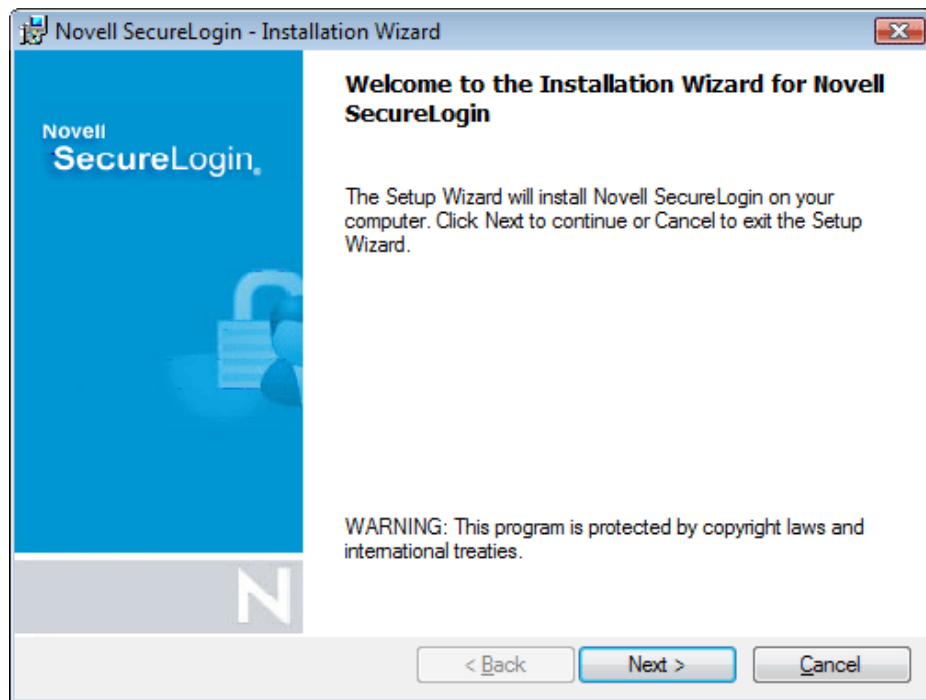 Novell SecureLogin - Installation Wizard
Novell
SecureLogin®
Welcome to the Installation Wizard for Novell
SecureLogin
The Setup Wizard will install Novell SecureLogin on your
computer. Click Next to continue or Cancel to exit the Setup
Wizard.
WARNING: This program is protected by copyright laws and
international treaties.
N
< Back
Next >
Cancel